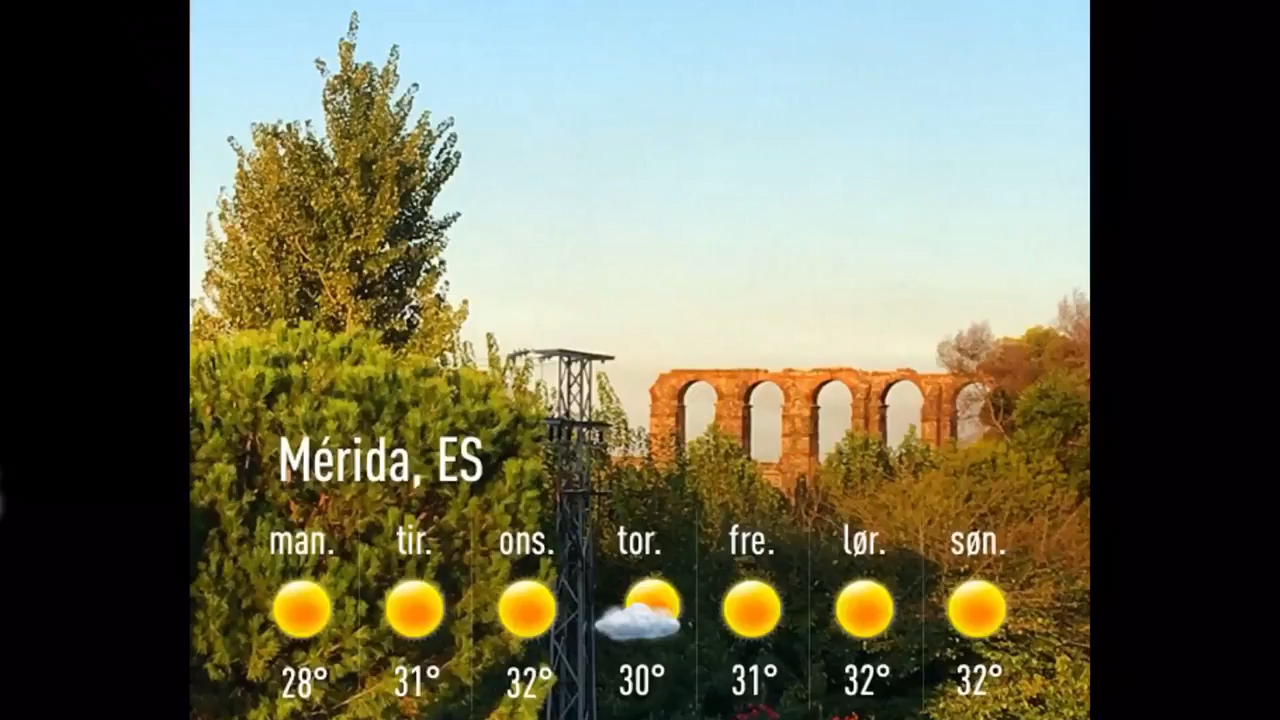 Mérida, ES
man. tir. ons. tor. fre. lør. søn.
28° 31° 32° 30° 31° 32° 32°